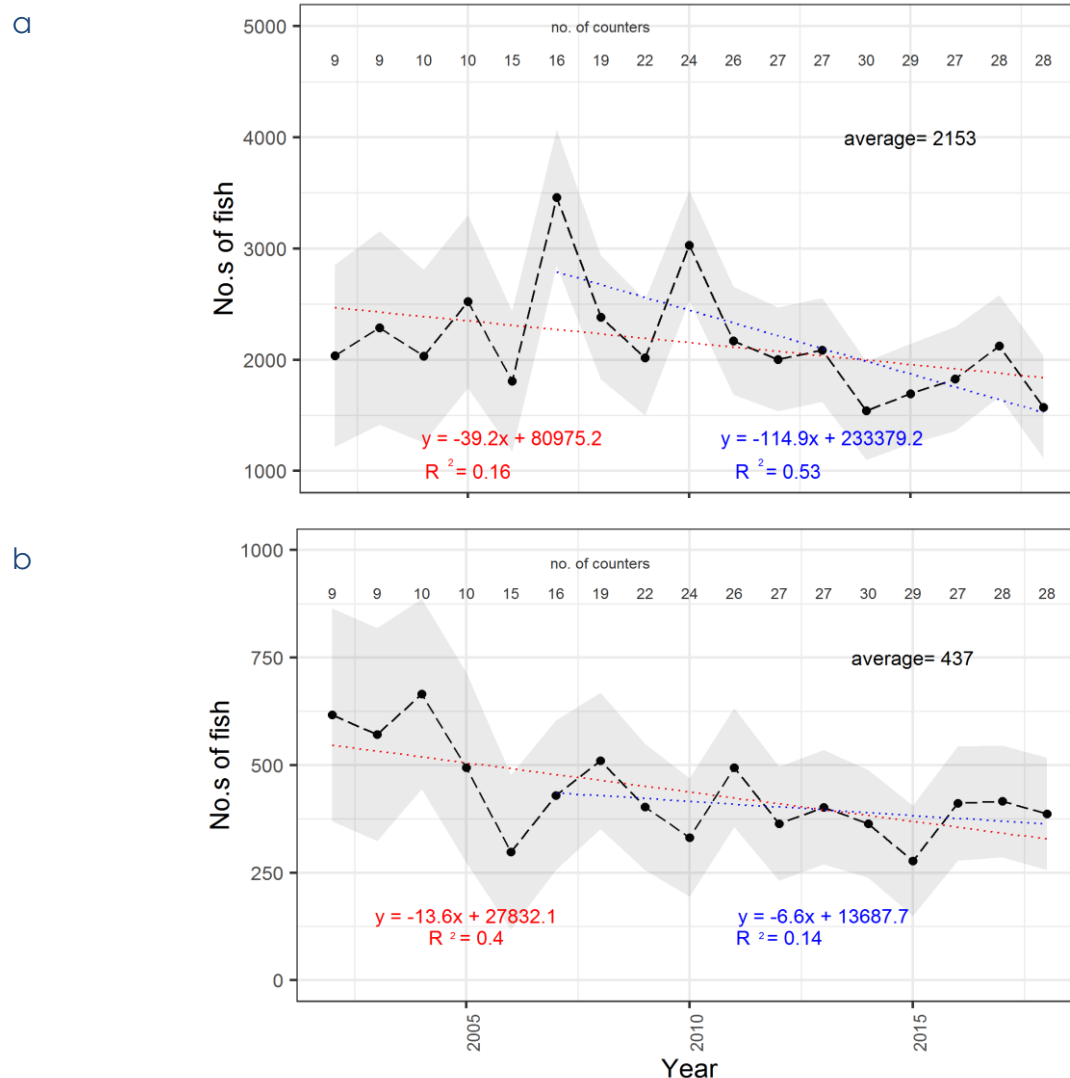 a
5000
no. of counters
9 9 10 10 15 16 19 22 24 26 27 27 30 29 27 28 28
4000
average= 2153
No.s of fish
3000
2000
y = -39.2x + 80975.2
y = -114.9x + 233379.2
R ² = 0.16
R ² = 0.53
1000
b
1000
no. of counters
9 9 10 10 15 16 19 22 24 26 27 27 30 29 27 28 28
750
average= 437
No.s of fish
500
250
y = -13.6x + 27832.1
y = -6.6x + 13687.7
R ² = 0.4
R ² = 0.14
0
2005
2010
2015
Year